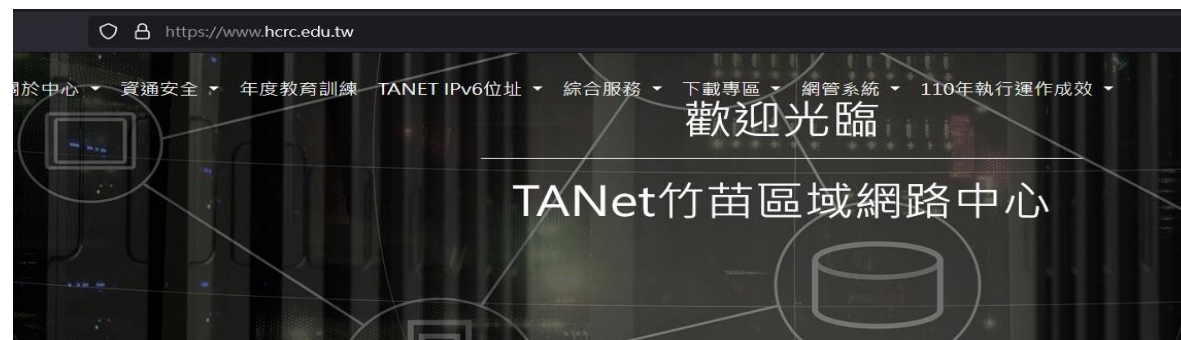 https://www.hcrc.edu.tw
關於中心 資通安全 年度教育訓練 TANET IPv6位址 綜合服務 下載專區 網管系統 110年執行運作成效
歡迎光臨
TANet竹苗區域網路中心